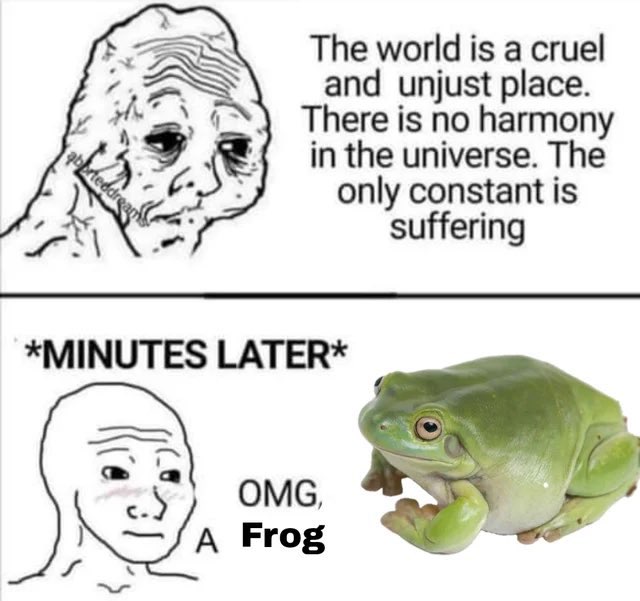 The world is a cruel
and unjust place.
There is no harmony
in the universe. The
only constant is
suffering
*MINUTES LATER*
OMG,
A Frog